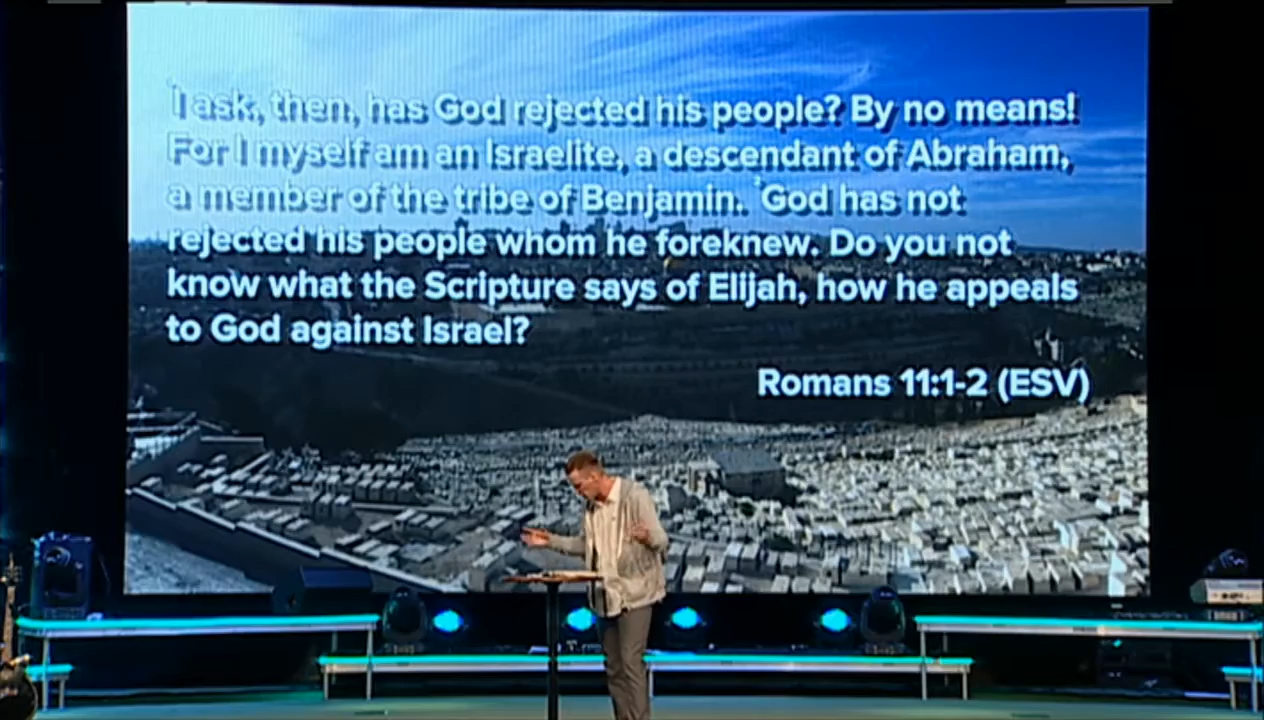 I ask, then, has God rejected his people? By no means!
For I myself am an Israelite, a descendant of Abraham,
a member of the tribe of Benjamin. ²God has not
rejected his people whom he foreknew. Do you not
know what the Scripture says of Elijah, how he appeals
to God against Israel?
Romans 11:1-2 (ESV)